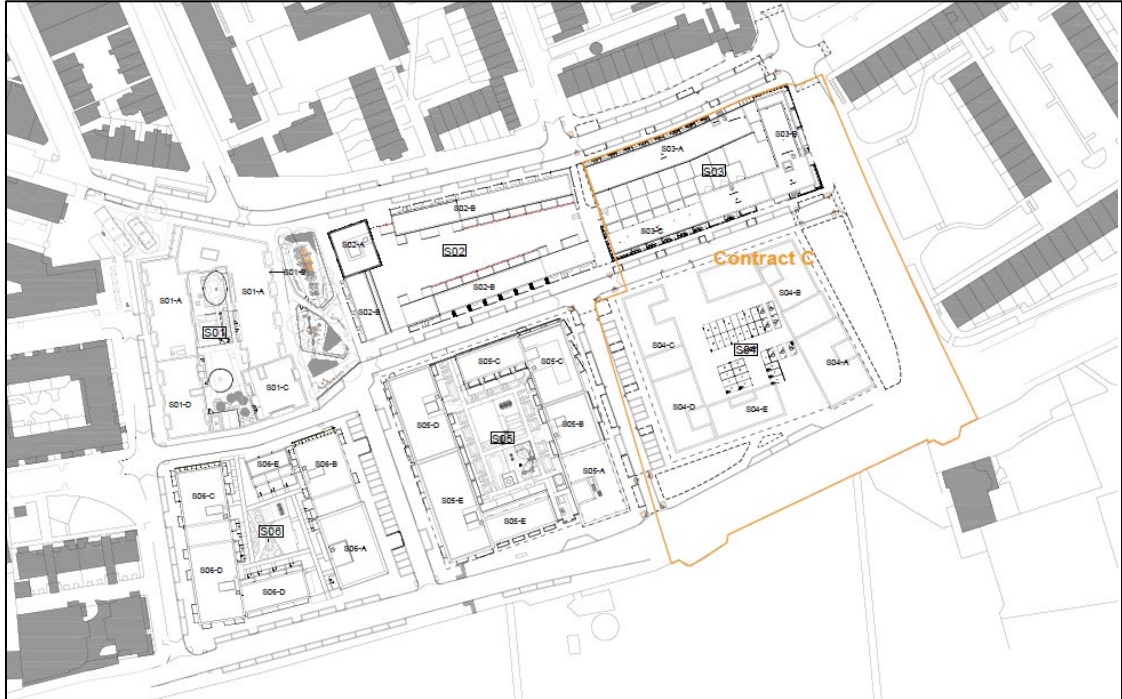 S03-B
S03-A
S03
S02-B
S03-C
S02-A
S02
Contract C
S01-B
S02-B
S04-B
S01-A
S01-A
S02-B
S01
S04-C
S04
S05-C
S05-C
S04-A
S01-C
S01-D
S04-D
S04-E
S05-D
S05-B
S05
S06-E
S06-B
S05-A
S06-C
S05-E
S05-E
S06
S06-A
S06-D
S06-D